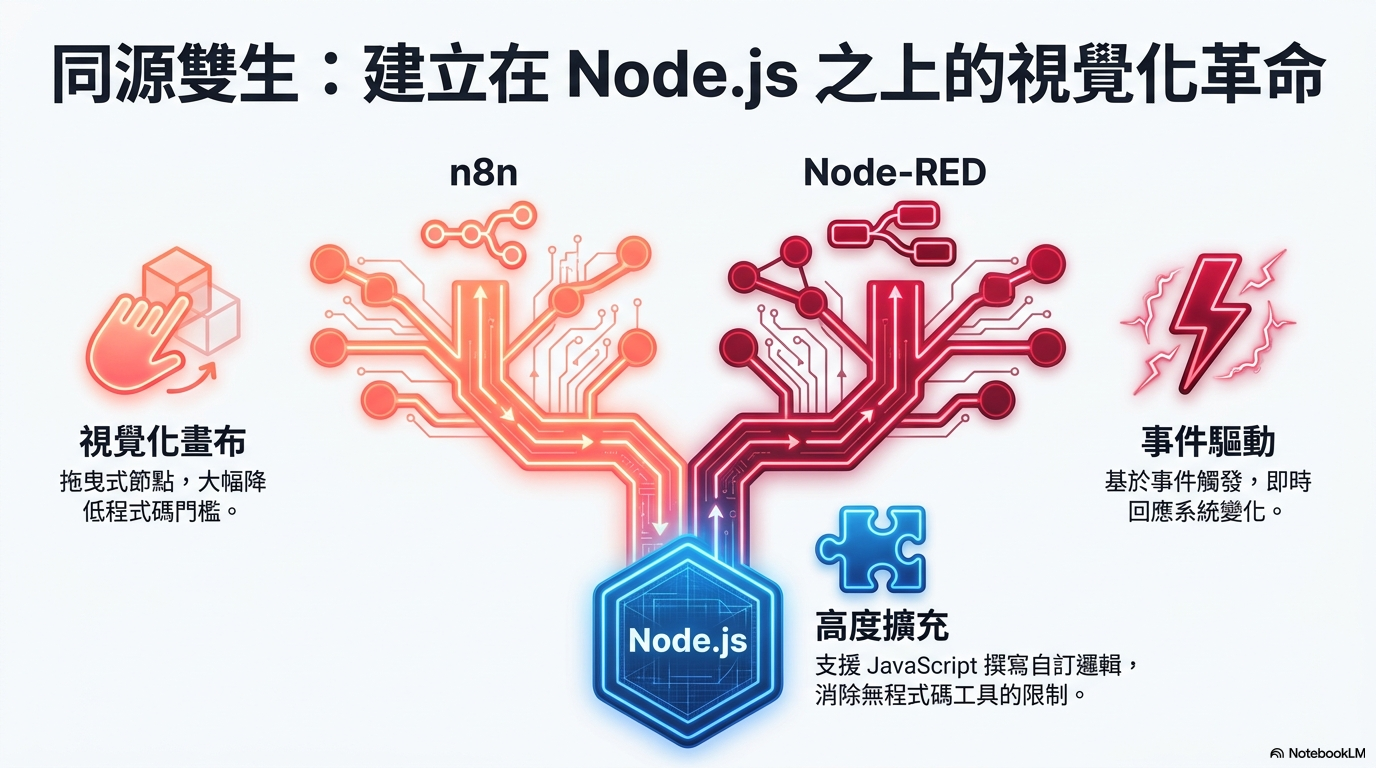 同源雙生：建立在 Node.js 之上的視覺化革命
n8n
Node-RED
視覺化畫布
拖曳式節點，大幅降
低程式碼門檻。
事件驅動
基於事件觸發，即時
回應系統變化。
Node.js
高度擴充
支援 JavaScript 撰寫自訂邏輯，
消除無程式碼工具的限制。
NotebookLM